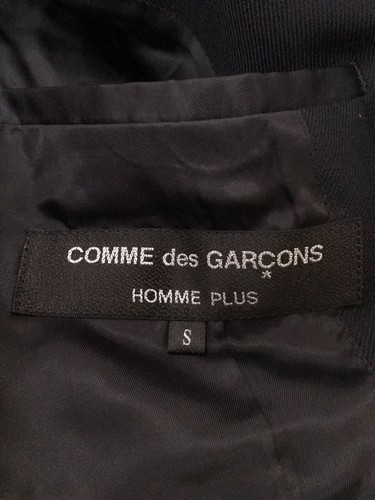 COMME des GARÇONS
*
HOMME PLUS
S